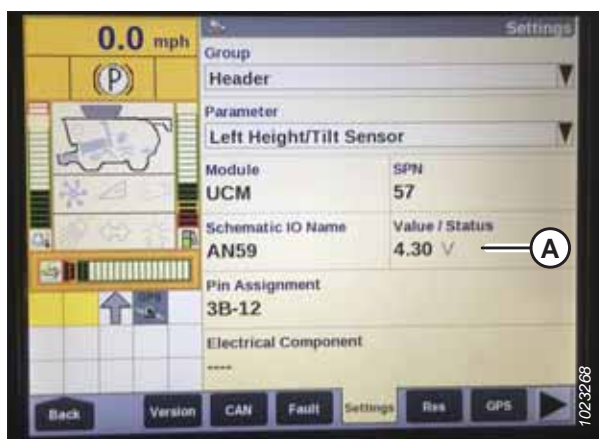 0.0 mph
(P)
Settings
Group
Header
Parameter
Left Height/Tilt Sensor
Module
UCM
SPN
57
Schematic IO Name
AN59
Value / Status
4.30 V
A
Pin Assignment
3B-12
Electrical Component
----
Back
Version
CAN
Fault
Settings
Res
GPS
1023268